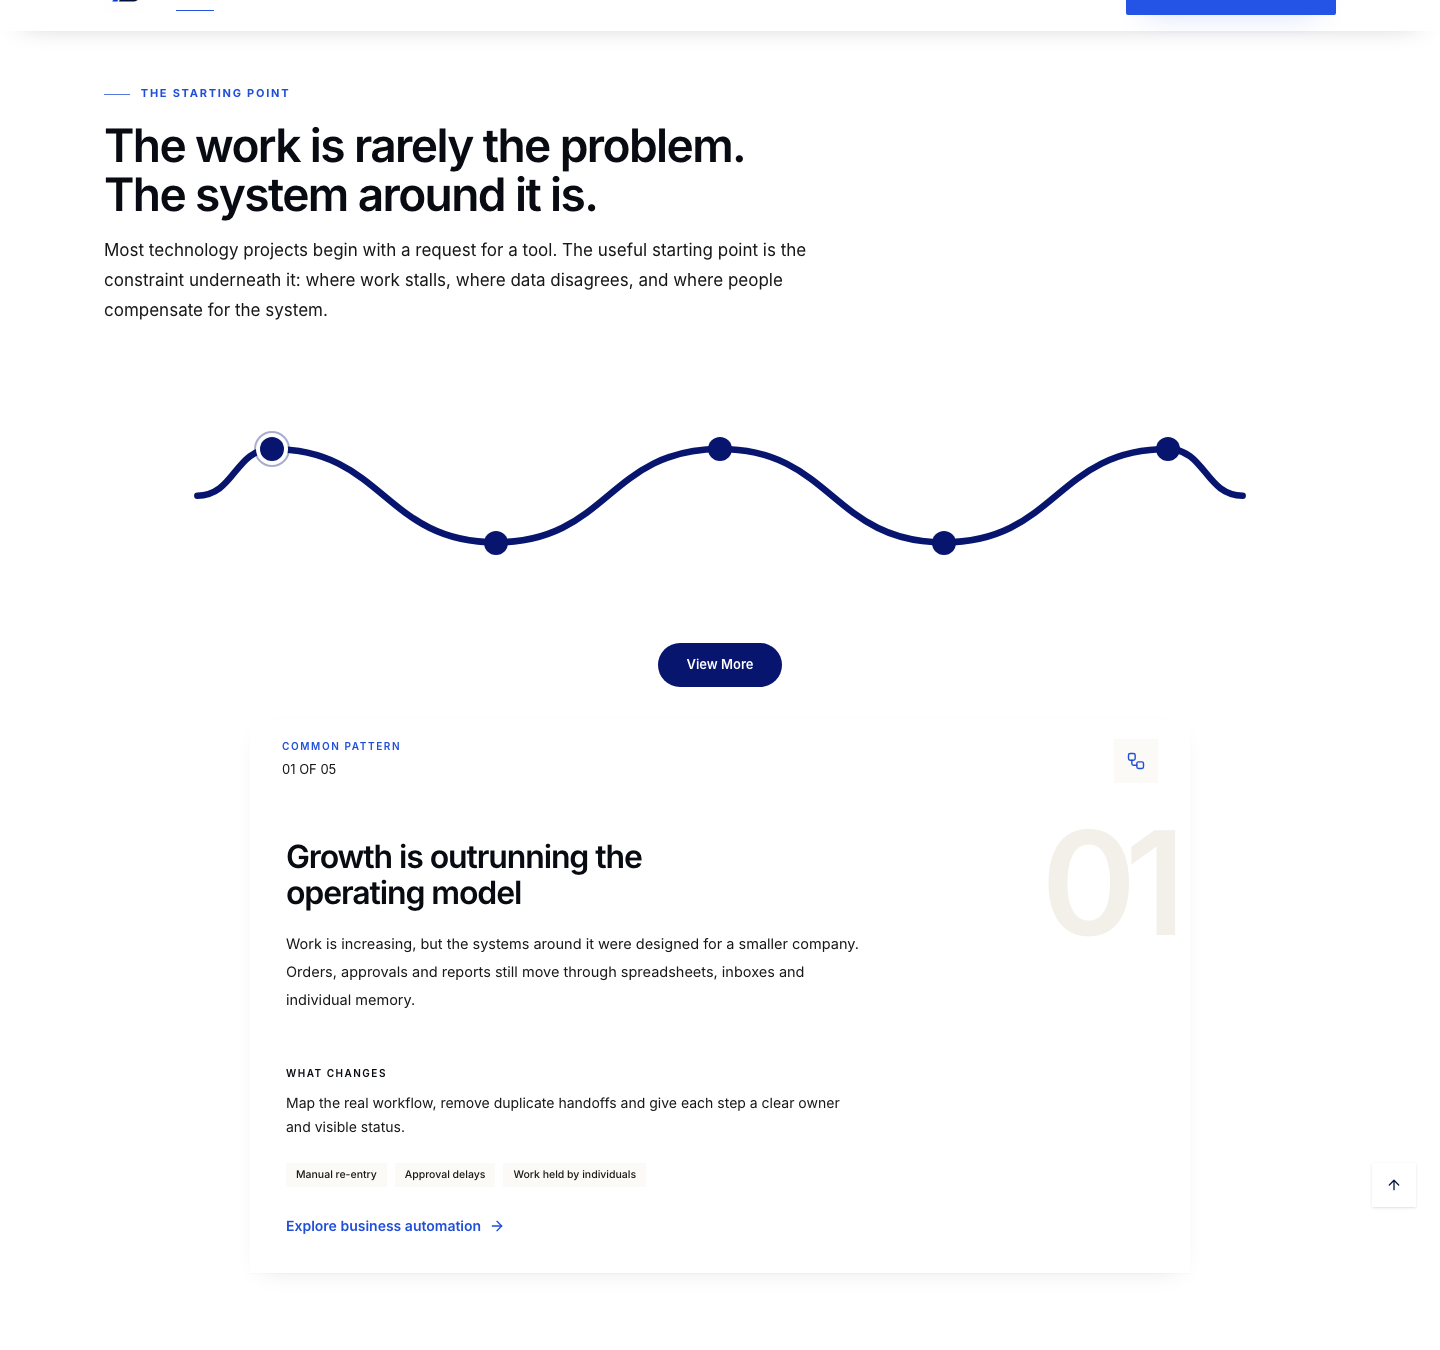 THE STARTING POINT
The work is rarely the problem.
The system around it is.
Most technology projects begin with a request for a tool. The useful starting point is the
constraint underneath it: where work stalls, where data disagrees, and where people
compensate for the system.
View More
COMMON PATTERN
01 OF 05
01
Growth is outrunning the
operating model
Work is increasing, but the systems around it were designed for a smaller company.
Orders, approvals and reports still move through spreadsheets, inboxes and
individual memory.
WHAT CHANGES
Map the real workflow, remove duplicate handoffs and give each step a clear owner
and visible status.
Manual re-entry
Approval delays
Work held by individuals
Explore business automation